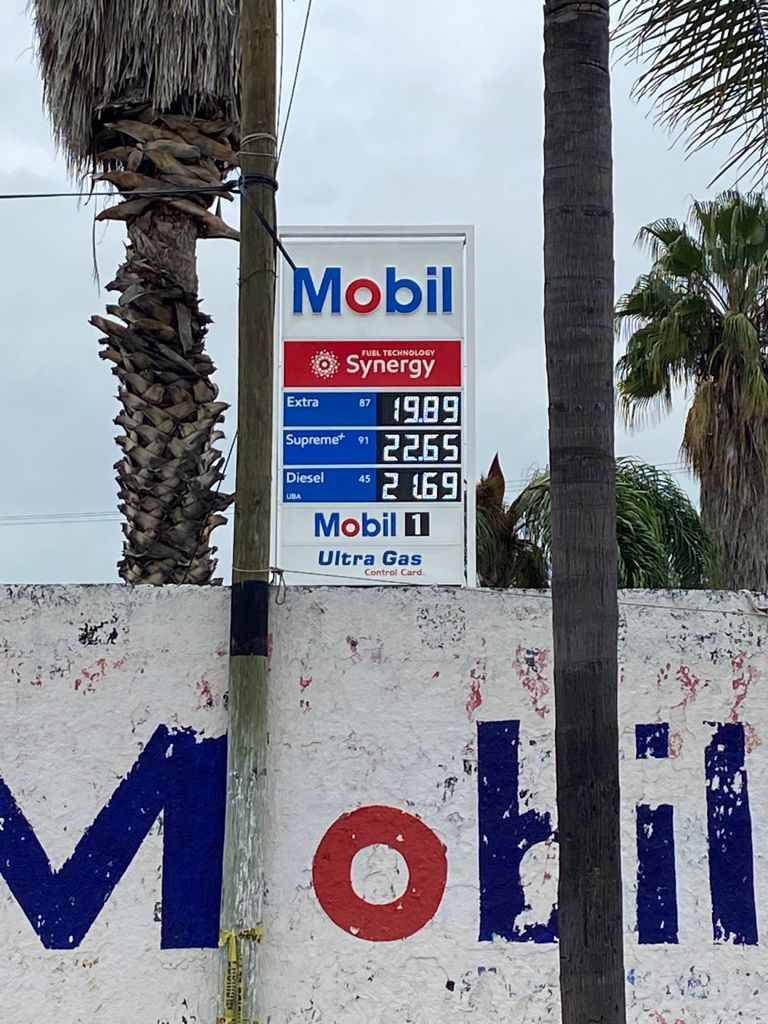 Mobil
FUEL TECHNOLOGY
Synergy
Extra 87 19.89
Supreme+ 91 22.65
Diesel 45 21.69
UBA
Mobil 1
Ultra Gas
Control Card.
Mobil